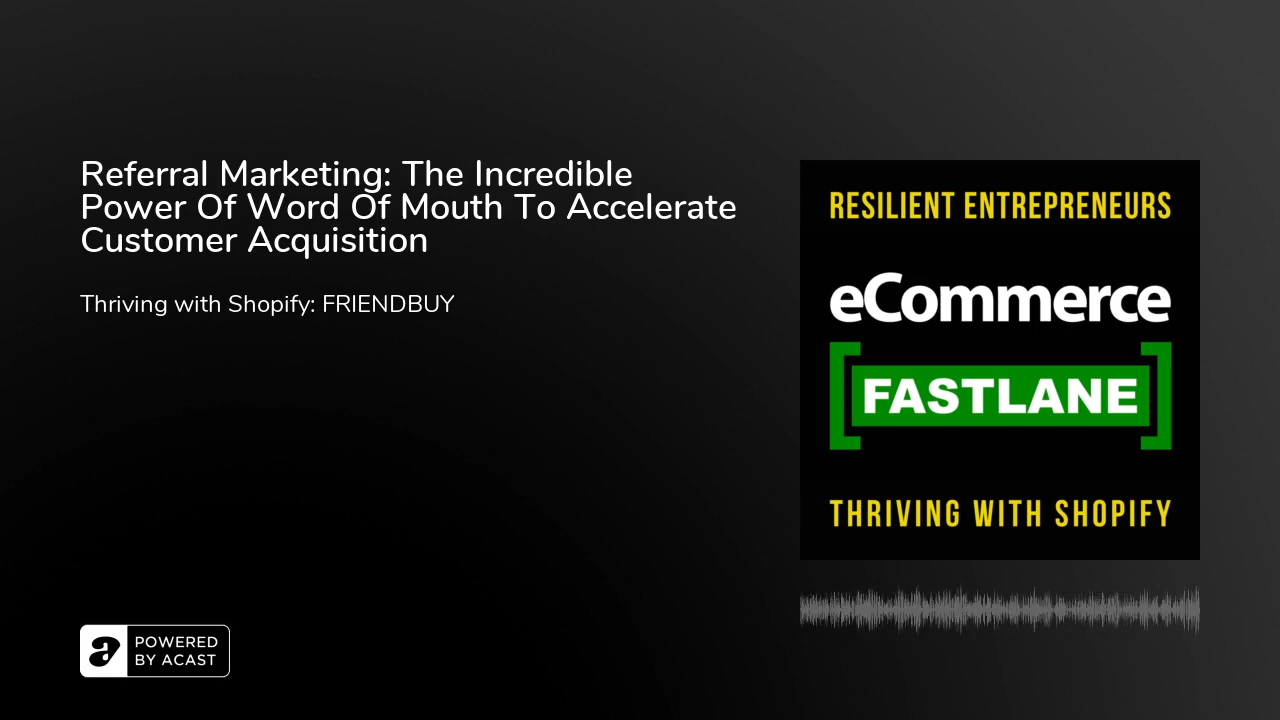 Referral Marketing: The Incredible
Power Of Word Of Mouth To Accelerate
Customer Acquisition
Thriving with Shopify: FRIENDBUY
RESILIENT ENTREPRENEURS
eCommerce
FASTLANE
THRIVING WITH SHOPIFY
a POWERED
BY ACAST